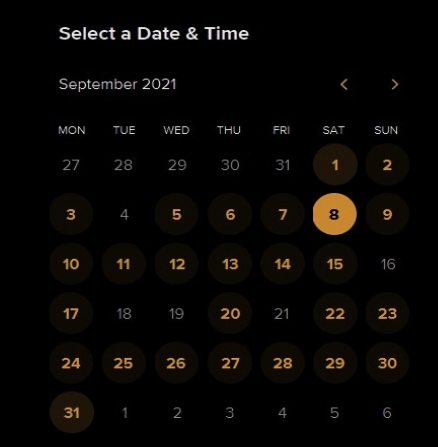 Select a Date & Time
September 2021
MON TUE WED THU FRI SAT SUN
27 28 29 30 31 1 2
3 4 5 6 7 8 9
10 11 12 13 14 15 16
17 18 19 20 21 22 23
24 25 26 27 28 29 30
31 1 2 3 4 5 6